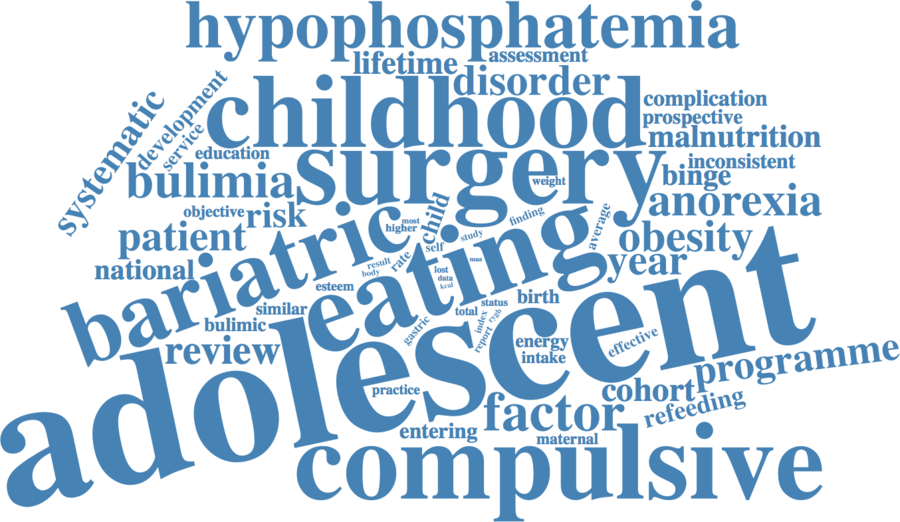 hypophosphatemia
assessment
lifetime
disorder
childhood
complication
prospective
malnutrition
systematic
development
service
education
surgery
inconsistent
binge
bulimia
weight
anorexia
objective
risk
most
higher
child
finding
average
patient
bariatric
self
study
obesity
national
result
body
rate
eating
mas
year
lost
data
kcal
esteem
similar
status
birth
total
index
rygb
report
bulimic
gastric
adolescent
review
energy
intake
effective
programme
practice
cohort
refeeding
factor
entering
maternal
compulsive